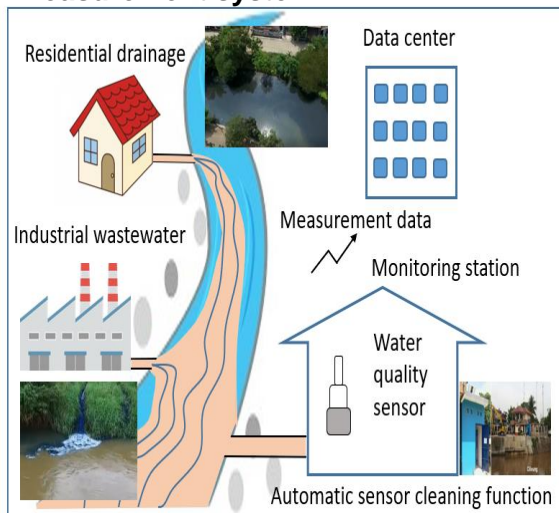 Residential drainage
Data center
Industrial wastewater
Measurement data
Monitoring station
Water
quality
sensor
Automatic sensor cleaning function